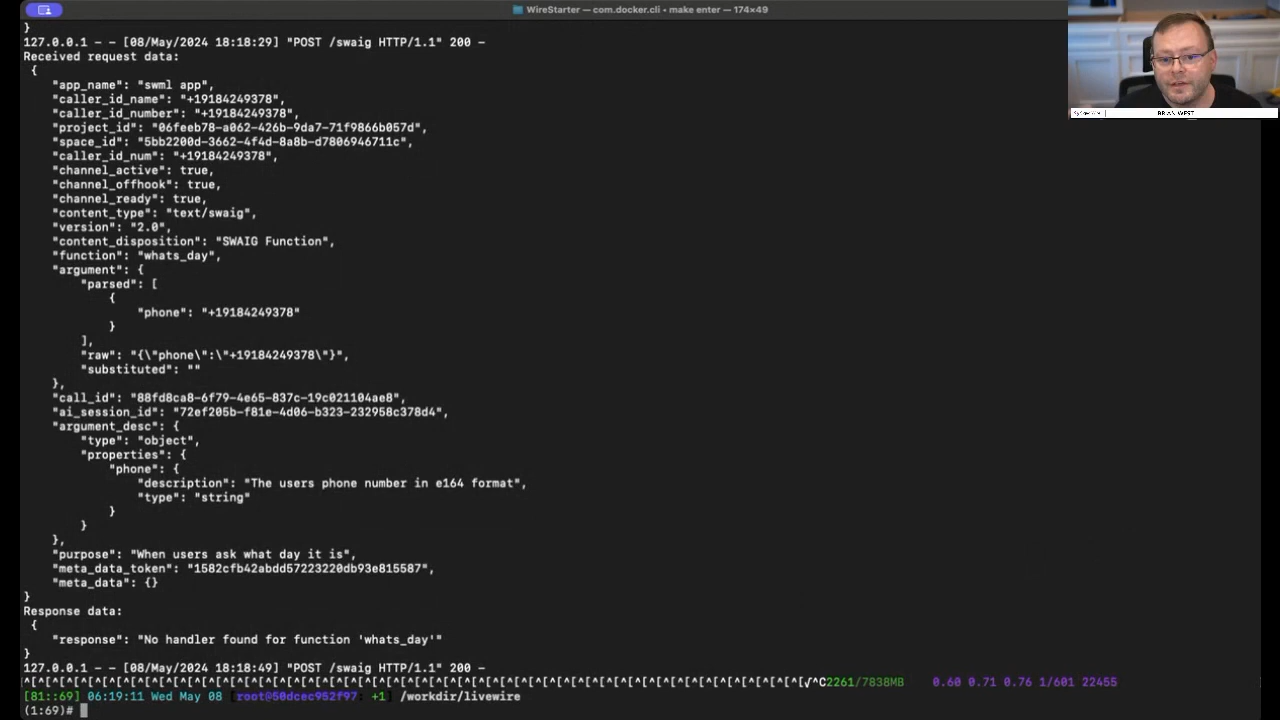 WireStarter — com.docker.cli • make enter — 174×49
}
127.0.0.1 - - [08/May/2024 18:18:29] "POST /swaig HTTP/1.1" 200 -
Received request data:
{
"app_name": "swml app",
"caller_id_name": "+19184249378",
"caller_id_number": "+19184249378",
"project_id": "06feeb78-a062-426b-9da7-71f9866b057d",
"space_id": "5bb2200d-3662-4f4d-8a8b-d7806946711c",
"caller_id_num": "+19184249378",
"channel_active": true,
"channel_offhook": true,
"channel_ready": true,
"content_type": "text/swaig",
"version": "2.0",
"content_disposition": "SWAIG Function",
"function": "whats_day",
"argument": {
"parsed": [
{
"phone": "+19184249378"
}
],
"raw": "{\"phone\":\"+19184249378\"}",
"substituted": ""
},
"call_id": "88fd8ca8-6f79-4e65-837c-19c021104ae8",
"ai_session_id": "72ef205b-f81e-4d06-b323-232958c378d4",
"argument_desc": {
"type": "object",
"properties": {
"phone": {
"description": "The users phone number in e164 format",
"type": "string"
}
}
},
"purpose": "When users ask what day it is",
"meta_data_token": "1582cfb42abdd57223220db93e815587",
"meta_data": {}
}
Response data:
{
"response": "No handler found for function 'whats_day'"
}
127.0.0.1 - - [08/May/2024 18:18:49] "POST /swaig HTTP/1.1" 200 -
^[^[^[^[^[^[^[^[^[^[^[^[^[^[^[^[^[^[^[^[^[^[^[^[^[^[^[^[^[^[^[^[^[^[^[^[^[^[^[^[^[^[^[^[^[^[^[^[^[^[^[^[^[^[√^C2261/7838MB 0.60 0.71 0.76 1/601 22455
[81::69] 06:19:11 Wed May 08 [root@50dcec952f97: +1] /workdir/livewire
(1:69)#
BRIAN WEST